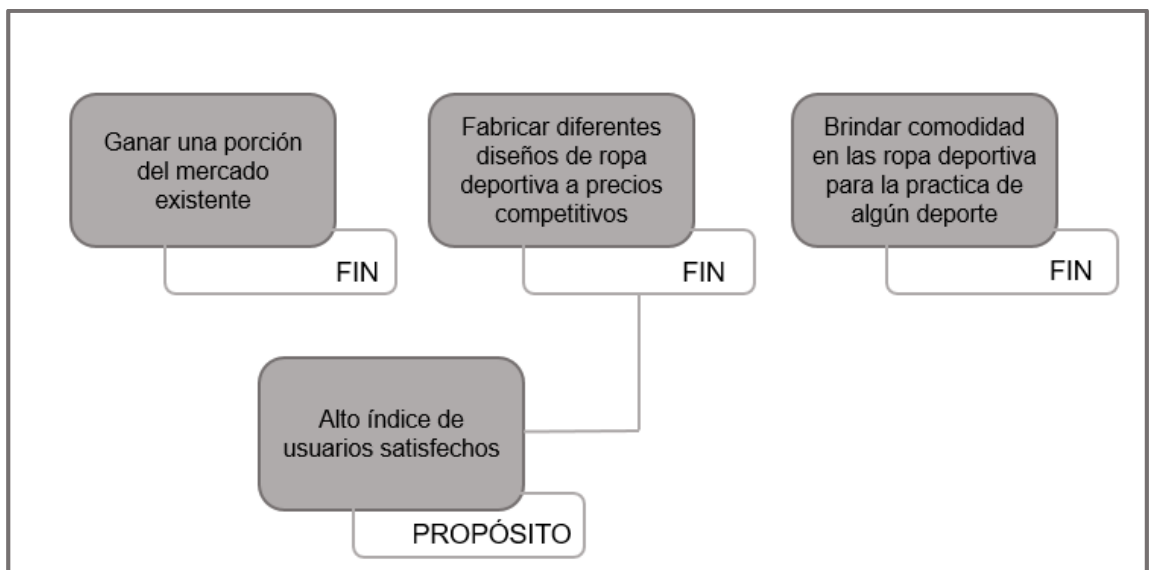 Ganar una porción
del mercado
existente
FIN
Fabricar diferentes
diseños de ropa
deportiva a precios
competitivos
FIN
Brindar comodidad
en las ropa deportiva
para la practica de
algún deporte
FIN
Alto índice de
usuarios satisfechos
PROPÓSITO